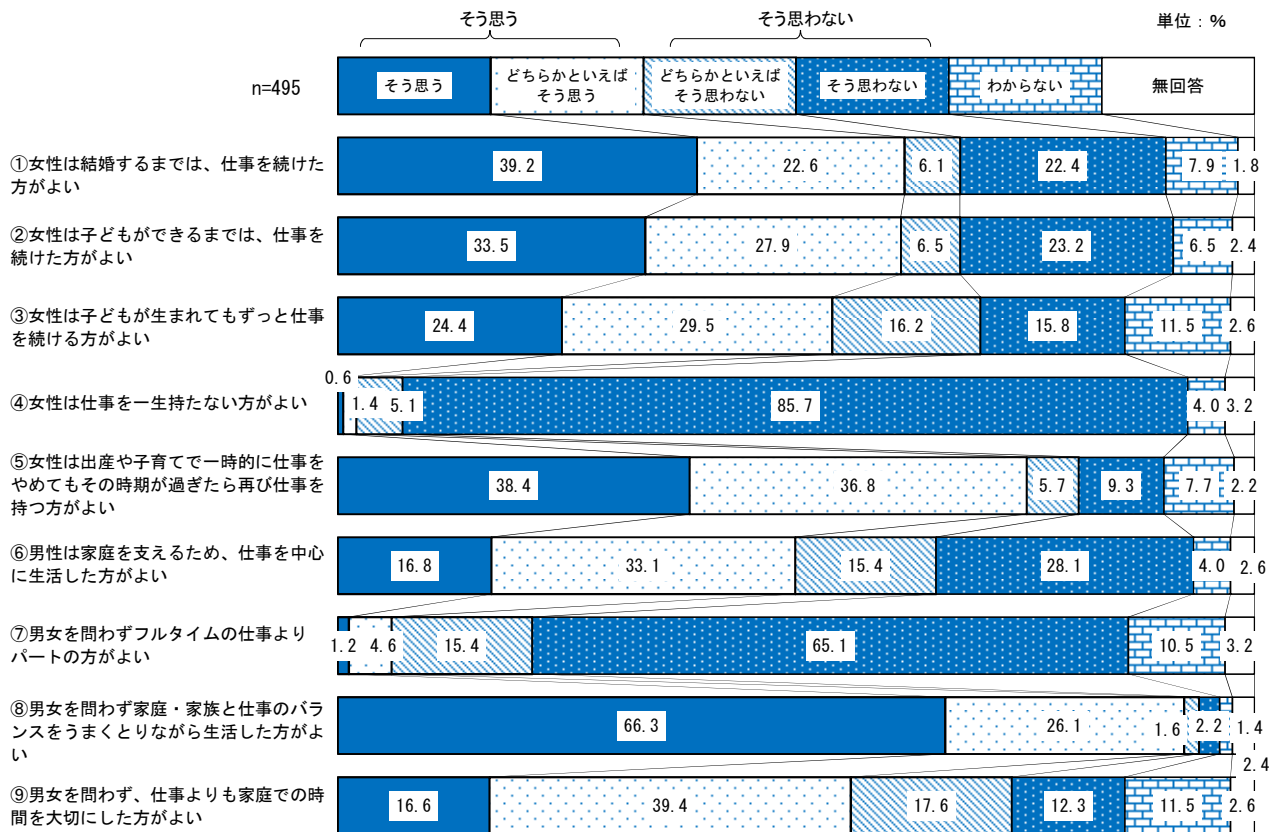 そう思う
そう思わない
単位：％
n=495
そう思う
どちらかといえば
そう思う
どちらかといえば
そう思わない
そう思わない
わからない
無回答
①女性は結婚するまでは、仕事を続けた
方がよい
39.2
22.6
6.1
22.4
7.9
1.8
②女性は子どもができるまでは、仕事を
続けた方がよい
33.5
27.9
6.5
23.2
6.5
2.4
③女性は子どもが生まれてもずっと仕事
を続ける方がよい
24.4
29.5
16.2
15.8
11.5
2.6
④女性は仕事を一生持たない方がよい
0.6
1.4
5.1
85.7
4.0
3.2
⑤女性は出産や子育てで一時的に仕事を
やめてもその時期が過ぎたら再び仕事を
持つ方がよい
38.4
36.8
5.7
9.3
7.7
2.2
⑥男性は家庭を支えるため、仕事を中心
に生活した方がよい
16.8
33.1
15.4
28.1
4.0
2.6
⑦男女を問わずフルタイムの仕事より
パートの方がよい
1.2
4.6
15.4
65.1
10.5
3.2
⑧男女を問わず家庭・家族と仕事のバラ
ンスをうまくとりながら生活した方がよ
い
66.3
26.1
1.6
2.2
1.4
2.4
⑨男女を問わず、仕事よりも家庭での時
間を大切にした方がよい
16.6
39.4
17.6
12.3
11.5
2.6